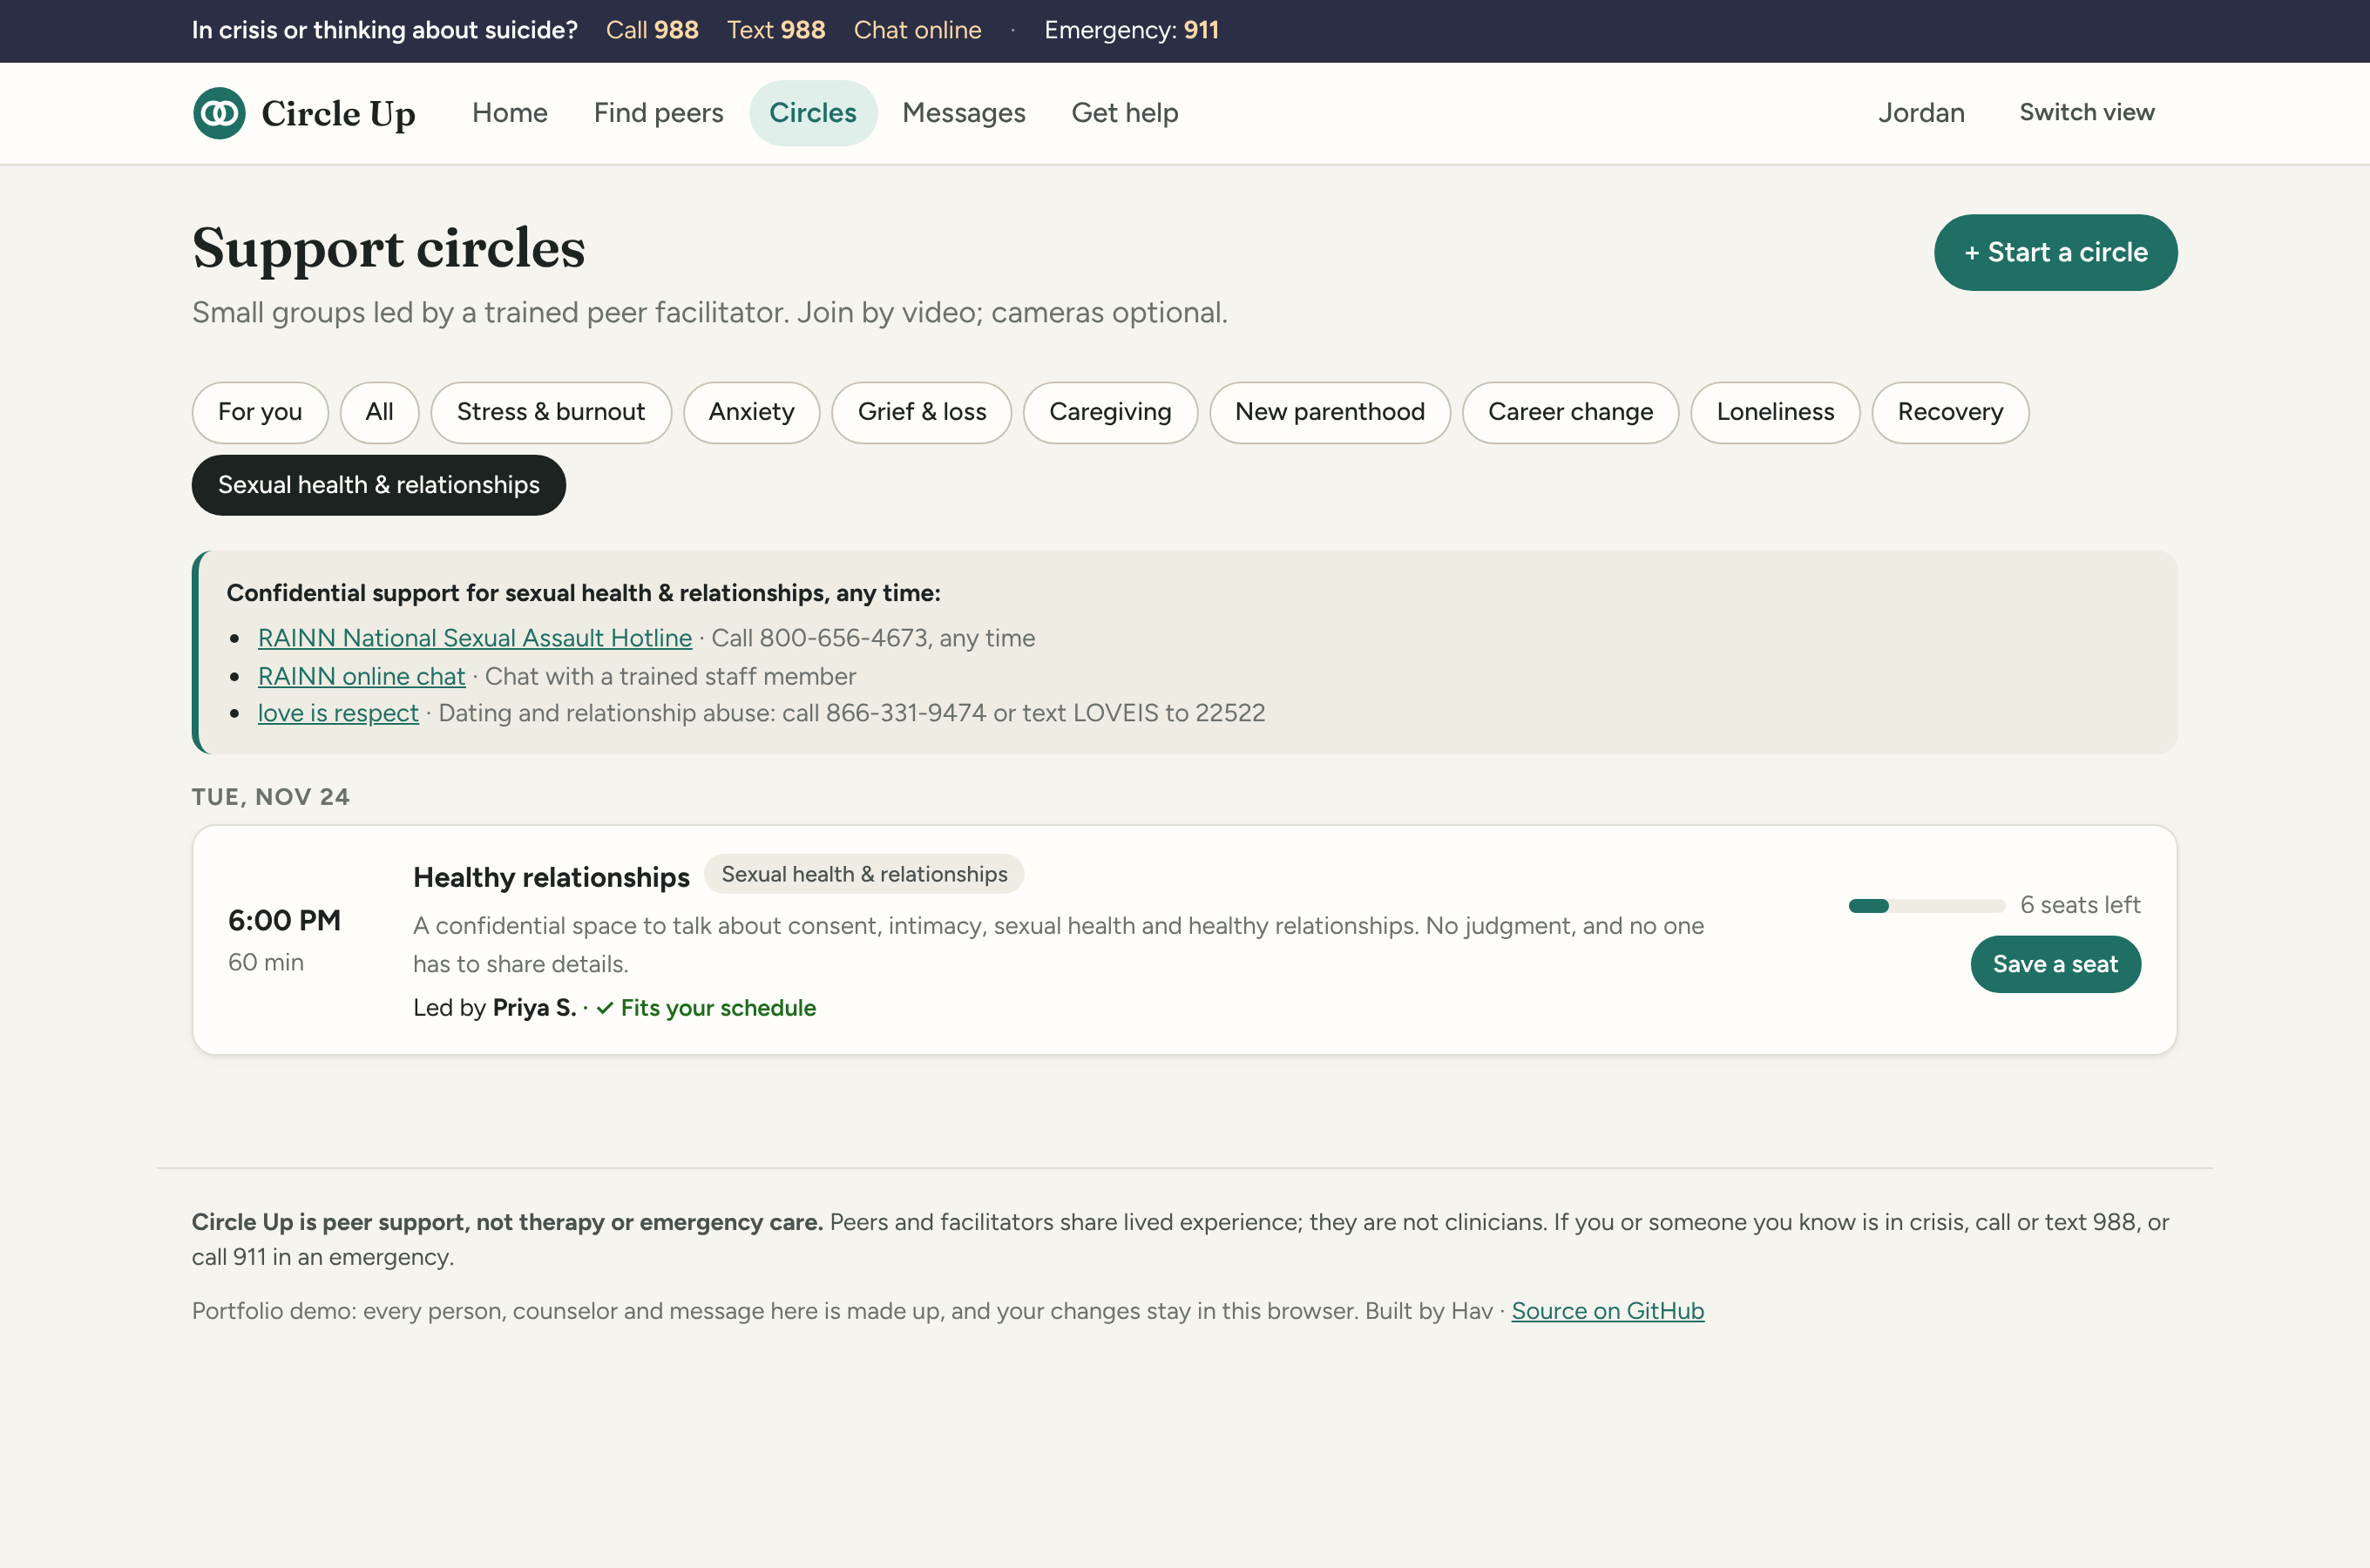 In crisis or thinking about suicide? Call 988 Text 988 Chat online · Emergency: 911
Circle Up Home Find peers Circles Messages Get help Jordan Switch view
Support circles
+ Start a circle
Small groups led by a trained peer facilitator. Join by video; cameras optional.
For you All Stress & burnout Anxiety Grief & loss Caregiving New parenthood Career change Loneliness Recovery
Sexual health & relationships
Confidential support for sexual health & relationships, any time:
• RAINN National Sexual Assault Hotline · Call 800-656-4673, any time
• RAINN online chat · Chat with a trained staff member
• love is respect · Dating and relationship abuse: call 866-331-9474 or text LOVEIS to 22522
TUE, NOV 24
6:00 PM
60 min
Healthy relationships Sexual health & relationships
A confidential space to talk about consent, intimacy, sexual health and healthy relationships. No judgment, and no one
has to share details.
Led by Priya S. · ✓ Fits your schedule
6 seats left
Save a seat
Circle Up is peer support, not therapy or emergency care. Peers and facilitators share lived experience; they are not clinicians. If you or someone you know is in crisis, call or text 988, or
call 911 in an emergency.
Portfolio demo: every person, counselor and message here is made up, and your changes stay in this browser. Built by Hav · Source on GitHub